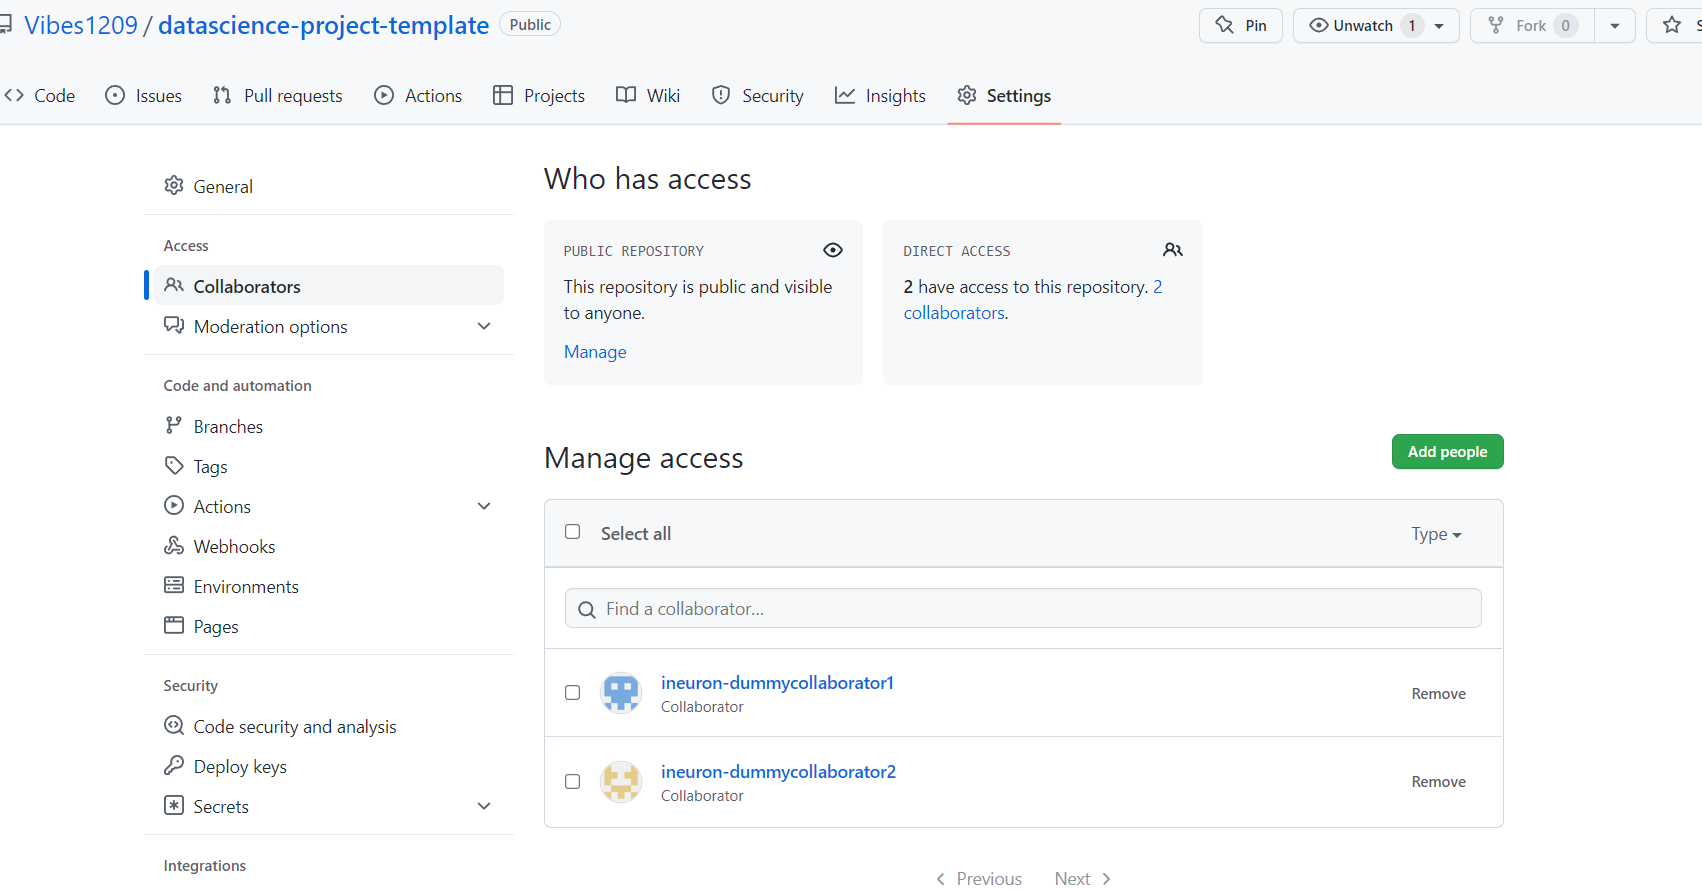 Vibes1209 / datascience-project-template Public
Pin Unwatch 1 Fork 0
Code Issues Pull requests Actions Projects Wiki Security Insights Settings
General
Access
Collaborators
Moderation options
Code and automation
Branches
Tags
Actions
Webhooks
Environments
Pages
Security
Code security and analysis
Deploy keys
Secrets
Integrations
Who has access
PUBLIC REPOSITORY
This repository is public and visible
to anyone.
Manage
DIRECT ACCESS
2 have access to this repository. 2
collaborators.
Manage access
Add people
Select all Type
Find a collaborator...
ineuron-dummycollaborator1
Collaborator
Remove
ineuron-dummycollaborator2
Collaborator
Remove
Previous Next